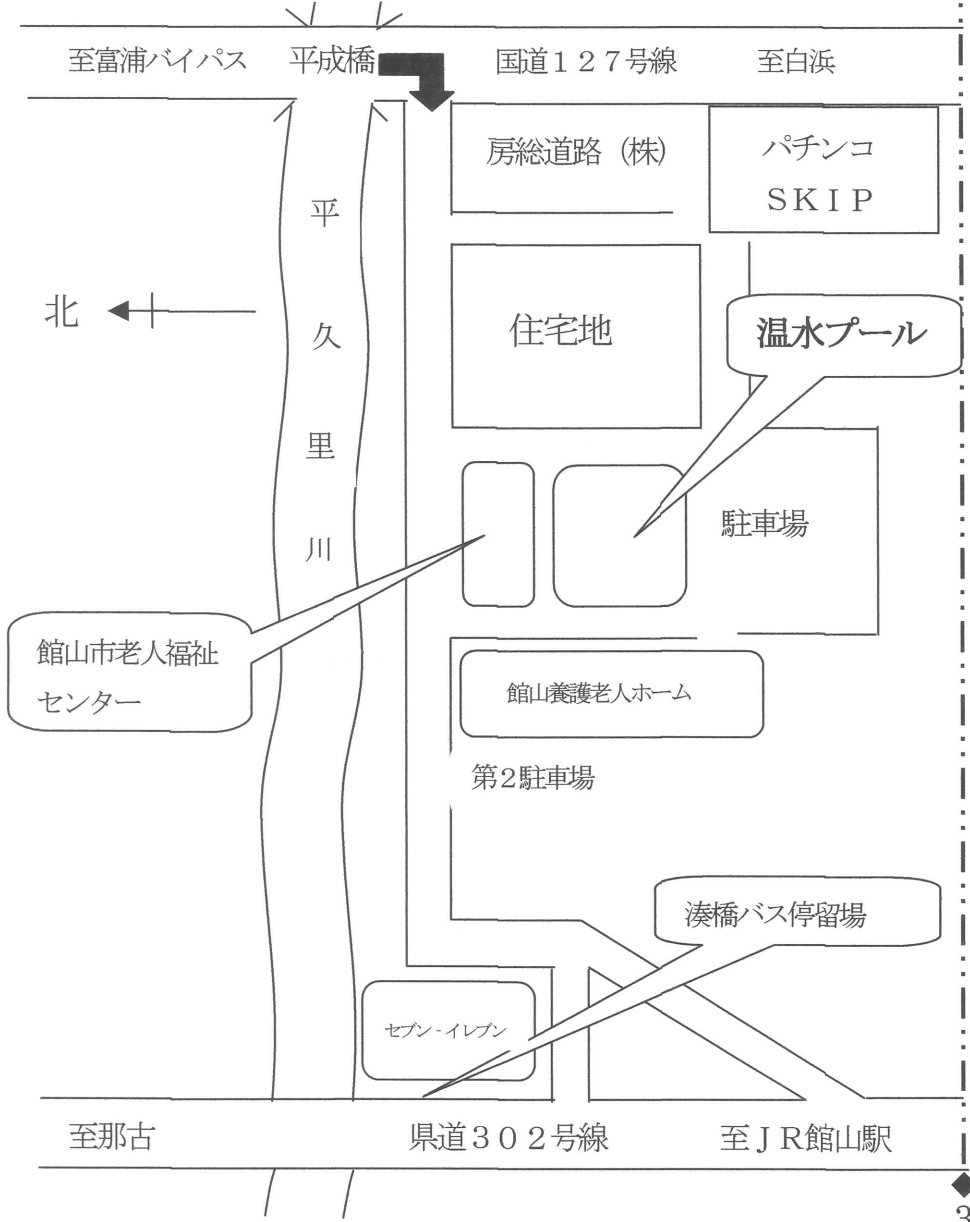 至富浦バイパス
平成橋
国道127号線
至白浜
房総道路（株）
パチンコ
ＳＫＩＰ
平久里川
北
住宅地
温水プール
駐車場
館山市老人福祉
センター
館山養護老人ホーム
第２駐車場
湊橋バス停留場
セブン‐イレブン
至那古
県道３０２号線
至ＪＲ館山駅
3